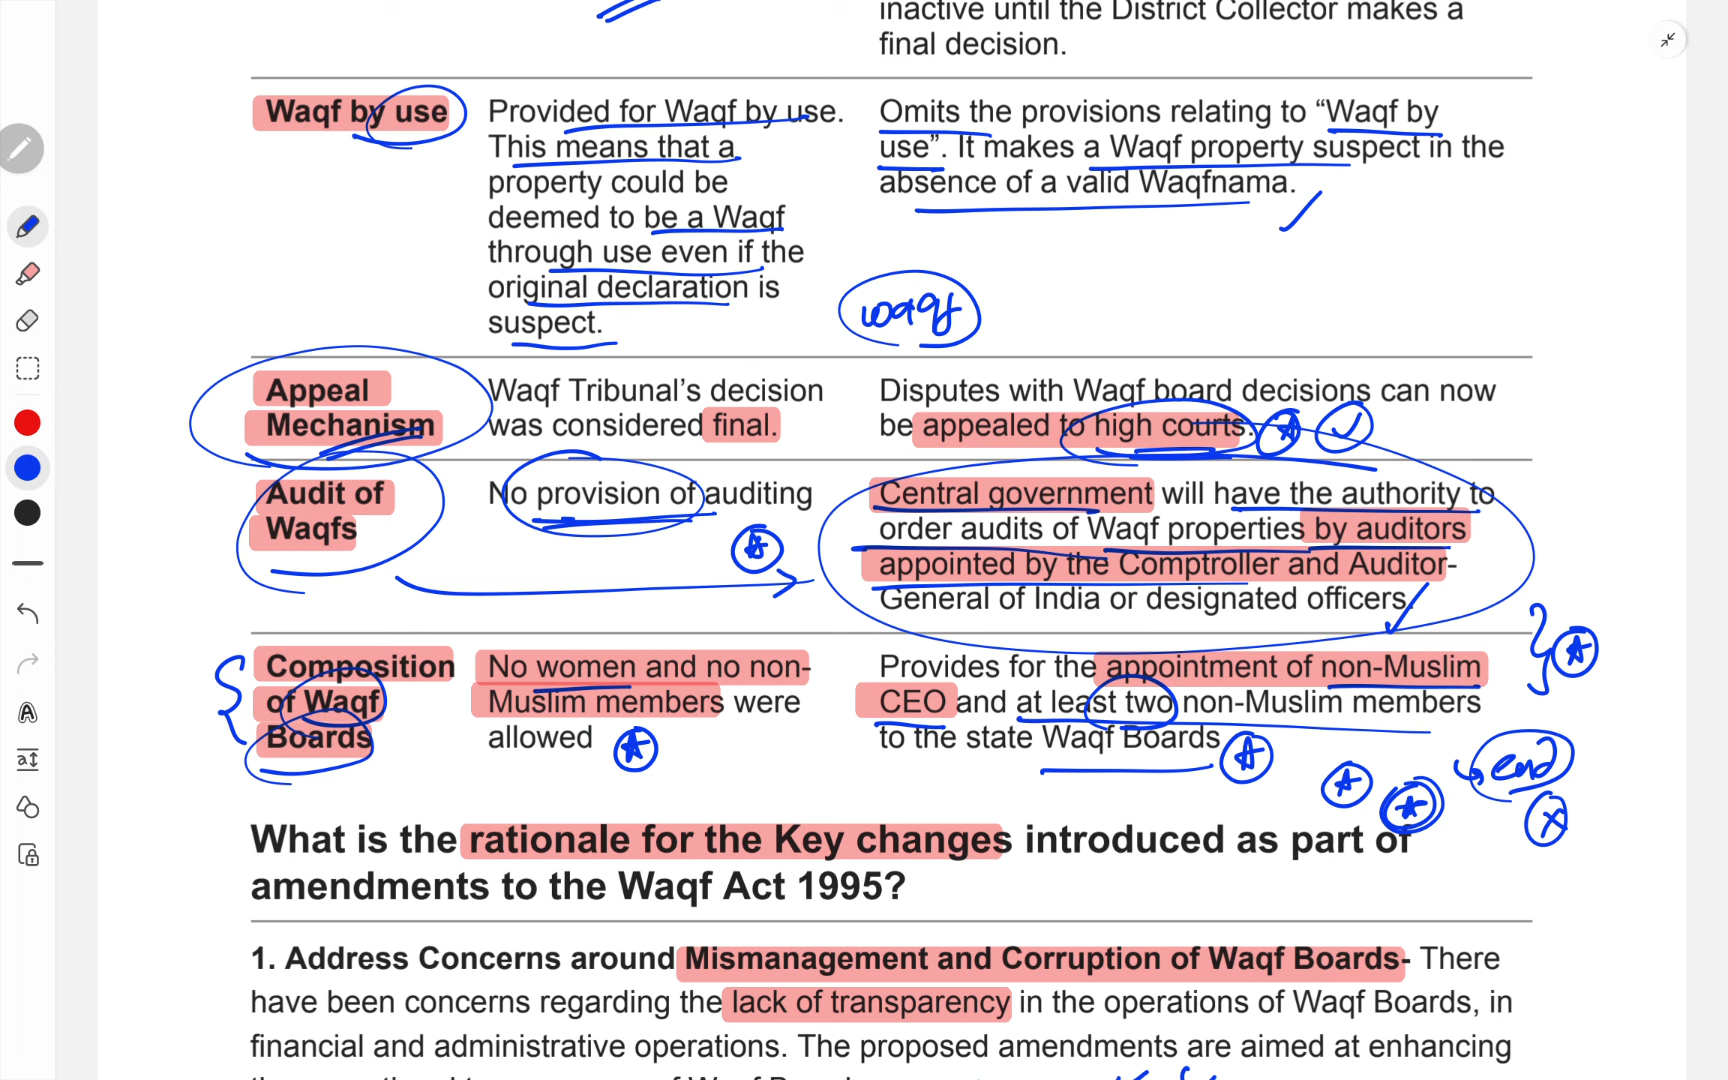 inactive until the District Collector makes a
final decision.
Waqf by use
Provided for Waqf by use.
This means that a
property could be
deemed to be a Waqf
through use even if the
original declaration is
suspect.
Omits the provisions relating to “Waqf by
use”. It makes a Waqf property suspect in the
absence of a valid Waqfnama.
waqf
Appeal
Mechanism
Waqf Tribunal’s decision
was considered final.
Disputes with Waqf board decisions can now
be appealed to high courts.
Audit of
Waqfs
No provision of auditing
Central government will have the authority to
order audits of Waqf properties by auditors
appointed by the Comptroller and Auditor-
General of India or designated officers.
Composition
of Waqf
Boards
No women and no non-
Muslim members were
allowed
Provides for the appointment of non-Muslim
CEO and at least two non-Muslim members
to the state Waqf Boards
end
What is the rationale for the Key changes introduced as part of
amendments to the Waqf Act 1995?
1. Address Concerns around Mismanagement and Corruption of Waqf Boards- There
have been concerns regarding the lack of transparency in the operations of Waqf Boards, in
financial and administrative operations. The proposed amendments are aimed at enhancing